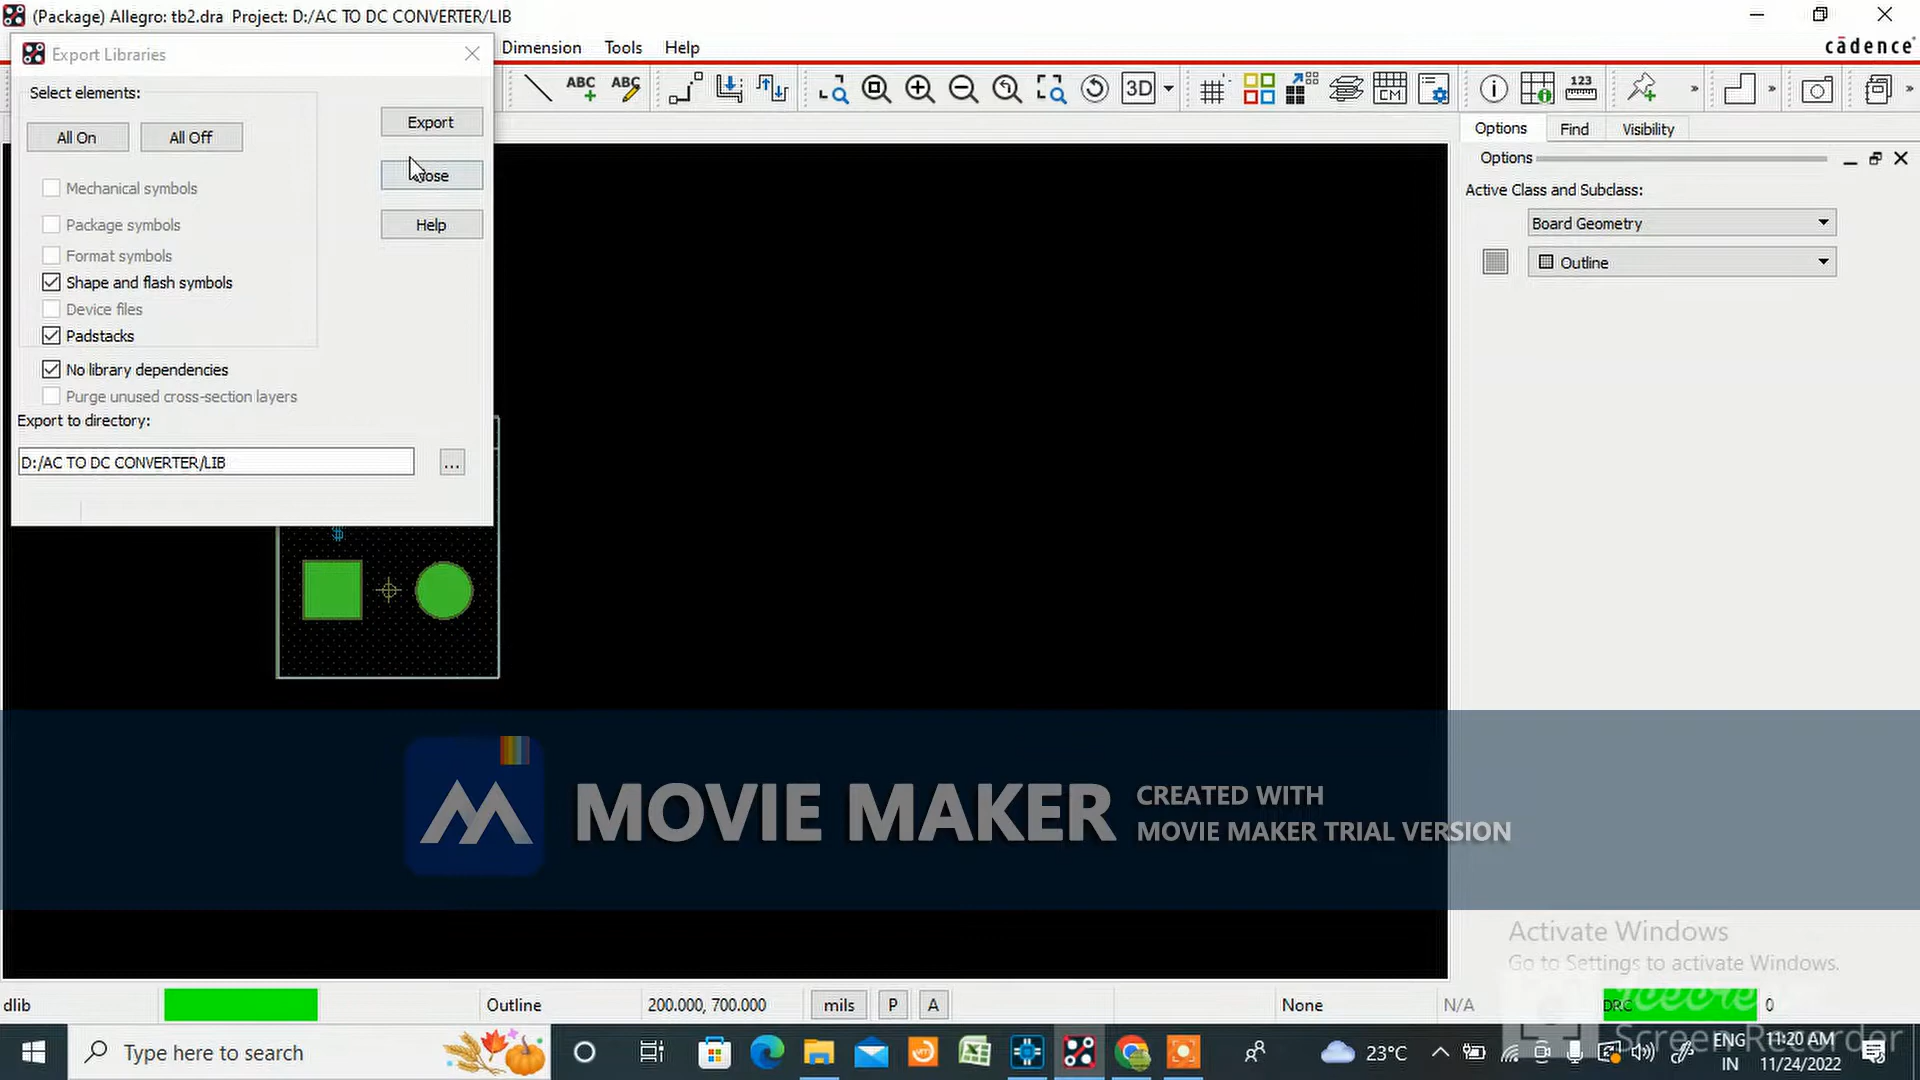 (Package) Allegro: tb2.dra Project: D:/AC TO DC CONVERTER/LIB
Export Libraries
Dimension Tools Help
cādence
Select elements:
Export
All On All Off
Mechanical symbols
Package symbols
Help
Format symbols
Shape and flash symbols
Device files
Padstacks
No library dependencies
Purge unused cross-section layers
Export to directory:
D:/AC TO DC CONVERTER/LIB
...
ABC ABC
3D
CM
123
Options Find Visibility
Options
Active Class and Subclass:
Board Geometry
Outline
MOVIE MAKER
CREATED WITH
MOVIE MAKER TRIAL VERSION
Activate Windows
Go to Settings to activate Windows.
dlib
Outline
200.000, 700.000
mils
P
A
None
N/A
DRC
0
Screen Recorder
Type here to search
23°C
ENG
IN
11:20 AM
11/24/2022